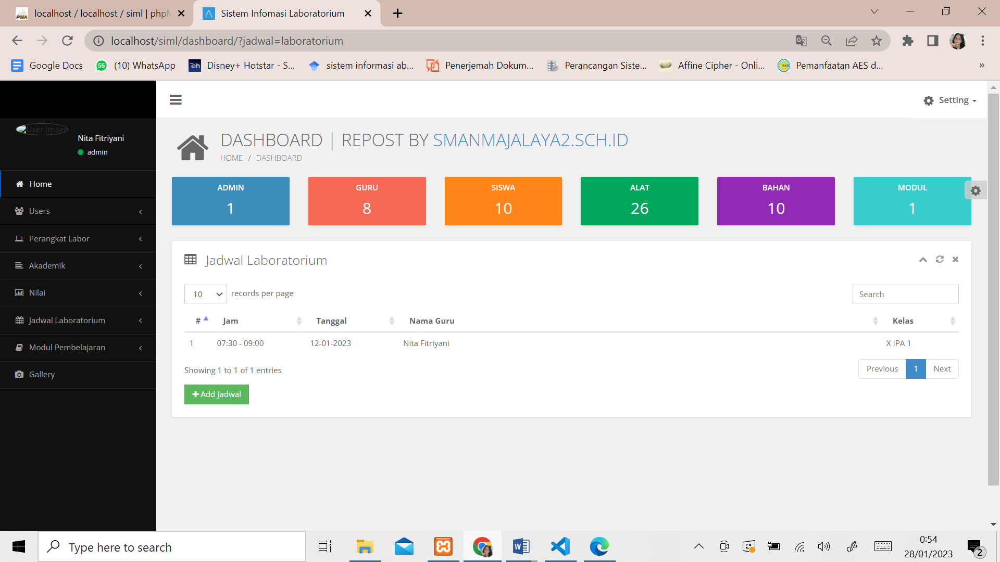 localhost / localhost / siml | phpM
Sistem Infomasi Laboratorium
localhost/siml/dashboard/?jadwal=laboratorium
Google Docs
(10) WhatsApp
Disney+ Hotstar - S...
sistem informasi ab...
Penerjemah Dokum...
Perancangan Siste...
Affine Cipher - Onli...
Pemanfaatan AES d...
»
Setting
User Image
Nita Fitriyani
admin
DASHBOARD | REPOST BY SMANMAJALAYA2.SCH.ID
HOME / DASHBOARD
Home
Users
Perangkat Labor
Akademik
Nilai
Jadwal Laboratorium
Modul Pembelajaran
Gallery
ADMIN
1
GURU
8
SISWA
10
ALAT
26
BAHAN
10
MODUL
1
Jadwal Laboratorium
10 records per page
Search
# Jam Tanggal Nama Guru Kelas
1 07:30 - 09:00 12-01-2023 Nita Fitriyani X IPA 1
Showing 1 to 1 of 1 entries
Previous 1 Next
Add Jadwal
Type here to search
0:54
28/01/2023
2